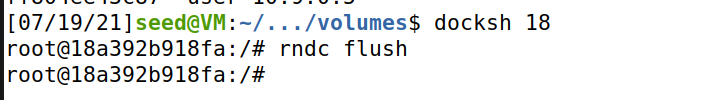 [07/19/21]seed@VM:~/.../volumes$ docksh 18
root@18a392b918fa:/# rndc flush
root@18a392b918fa:/#